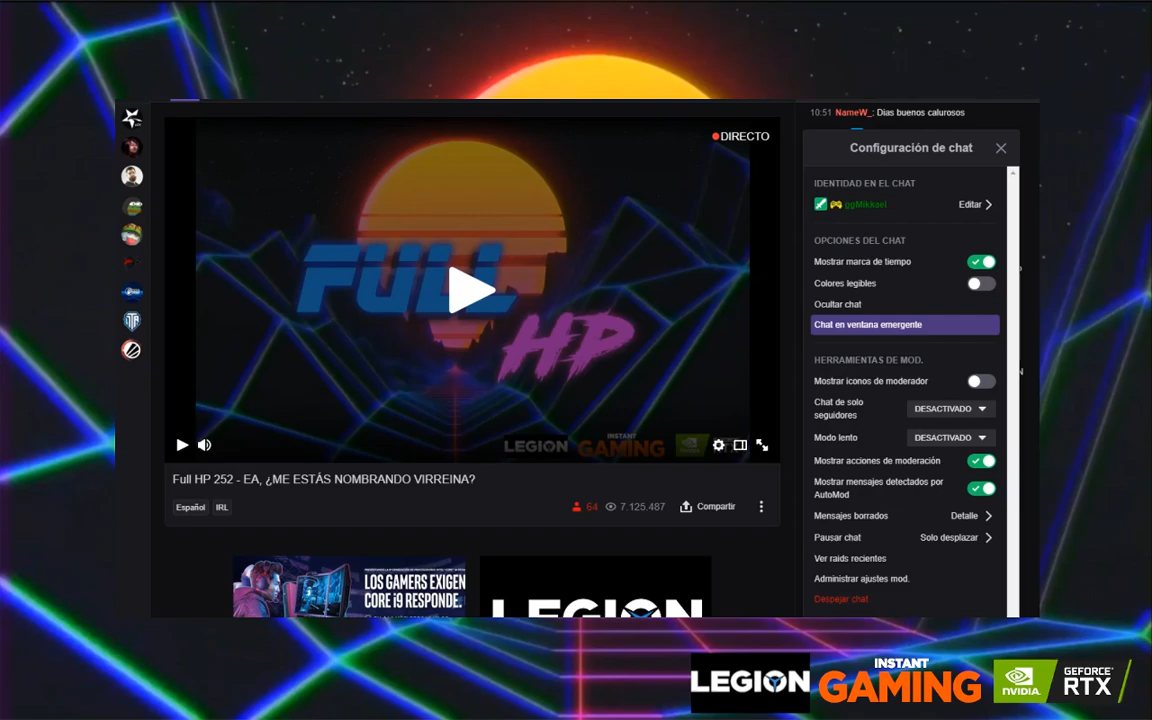 10:51 NameW_: Dias buenos calurosos
DIRECTO
FULL
HP
LEGION
INSTANT
GAMING
Full HP 252 - EA, ¿ME ESTÁS NOMBRANDO VIRREINA?
Español
IRL
64
7.125.487
Compartir
LOS GAMERS EXIGEN
CORE i9 RESPONDE.
LEGION
Configuración de chat
IDENTIDAD EN EL CHAT
ggMikkael
Editar
OPCIONES DEL CHAT
Mostrar marca de tiempo
Colores legibles
Ocultar chat
Chat en ventana emergente
HERRAMIENTAS DE MOD.
Mostrar iconos de moderador
Chat de solo
seguidores
DESACTIVADO
Modo lento
DESACTIVADO
Mostrar acciones de moderación
Mostrar mensajes detectados por
AutoMod
Mensajes borrados
Detalle
Pausar chat
Solo desplazar
Ver raids recientes
Administrar ajustes mod.
Despejar chat
LEGION
INSTANT
GAMING
NVIDIA.
GEFORCE
RTX